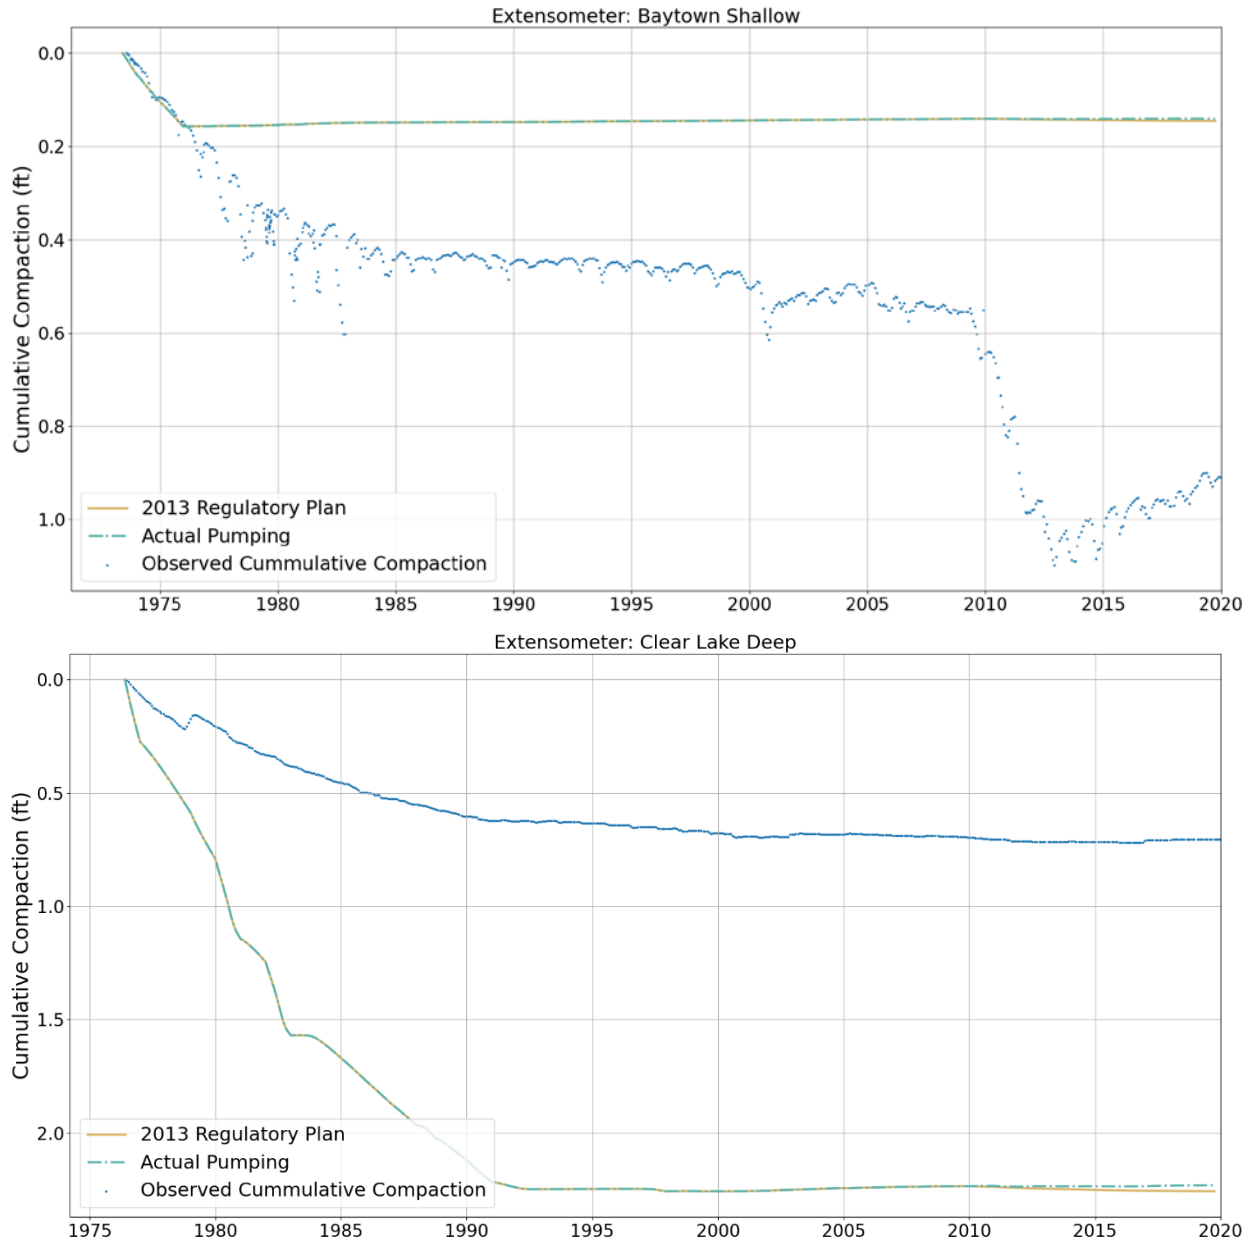 Extensometer: Baytown Shallow
Cumulative Compaction (ft)
0.0
0.2
0.4
0.6
0.8
1.0
2013 Regulatory Plan
Actual Pumping
Observed Cummulative Compaction
1975 1980 1985 1990 1995 2000 2005 2010 2015 2020
Extensometer: Clear Lake Deep
Cumulative Compaction (ft)
0.0
0.5
1.0
1.5
2.0
2013 Regulatory Plan
Actual Pumping
Observed Cummulative Compaction
1975 1980 1985 1990 1995 2000 2005 2010 2015 2020